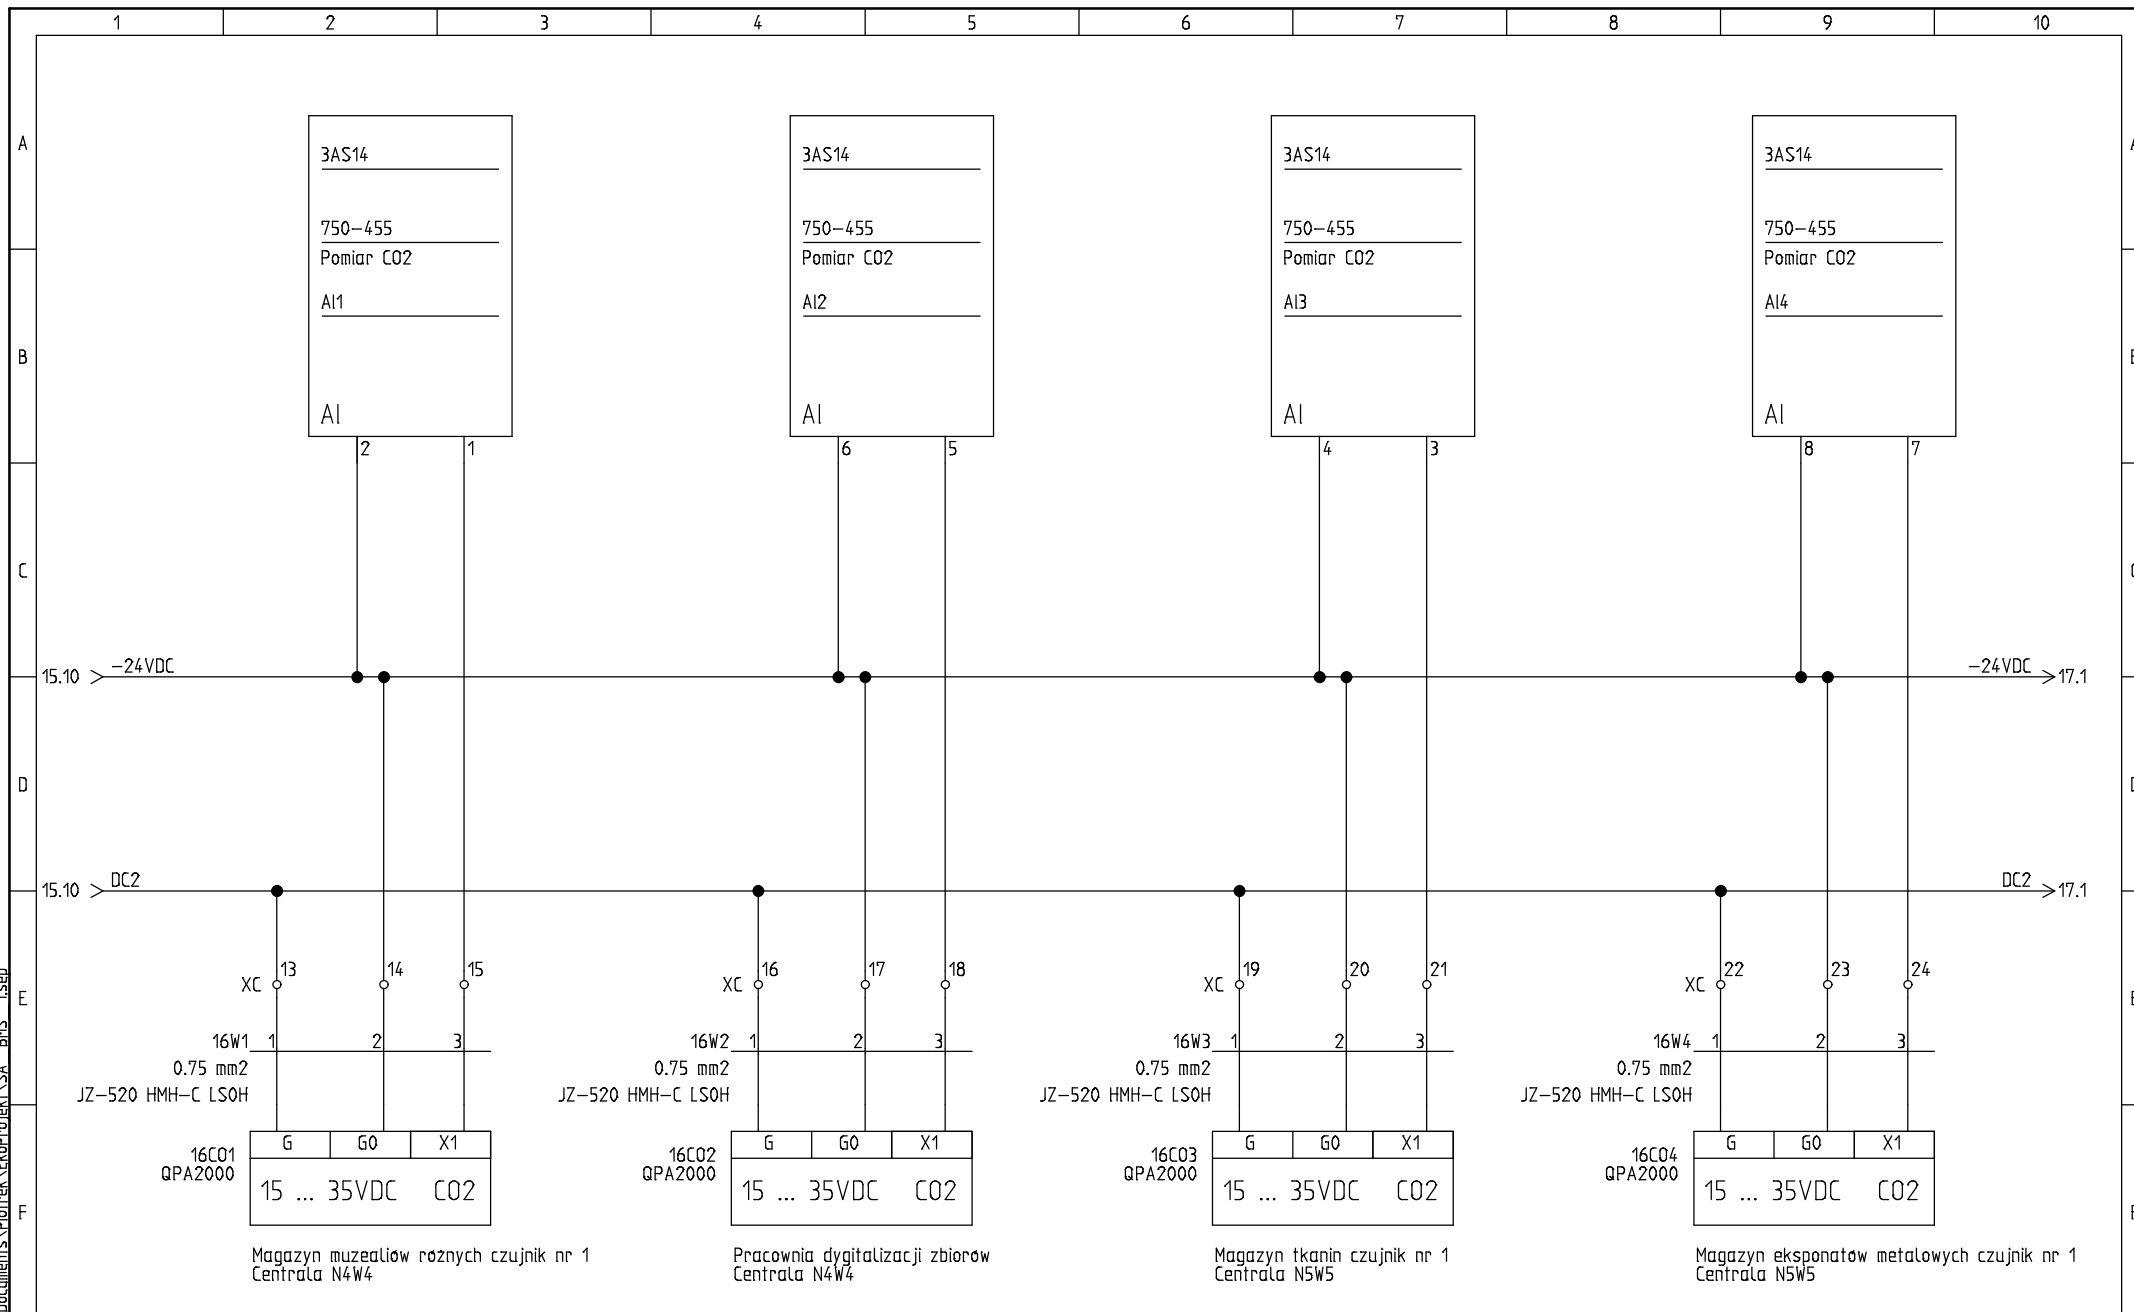 1 2 3 4 5 6 7 8 9 10
A
3AS14 3AS14 3AS14 3AS14
750-455 750-455 750-455 750-455
Pomiar CO2 Pomiar CO2 Pomiar CO2 Pomiar CO2
AI1 AI2 AI3 AI4
B
AI AI AI AI
2 1 6 5 4 3 8 7
C
15.10 -24VDC -24VDC 17.1
D
15.10 DC2 DC2 17.1
XC 13 14 15 XC 16 17 18 XC 19 20 21 XC 22 23 24
E
16W1 1 2 3 16W2 1 2 3 16W3 1 2 3 16W4 1 2 3
0.75 mm2 0.75 mm2 0.75 mm2 0.75 mm2
JZ-520 HMH-C LSOH JZ-520 HMH-C LSOH JZ-520 HMH-C LSOH JZ-520 HMH-C LSOH
G G0 X1 G G0 X1 G G0 X1 G G0 X1
16CO1 16CO2 16CO3 16CO4
QPA2000 QPA2000 QPA2000 QPA2000
15 ... 35VDC CO2 15 ... 35VDC CO2 15 ... 35VDC CO2 15 ... 35VDC CO2
F
Magazyn muzealiów różnych czujnik nr 1 Pracownia dygitalizacji zbiorów Magazyn tkanin czujnik nr 1 Magazyn eksponatów metalowych czujnik nr 1
Centrala N4W4 Centrala N4W4 Centrala N5W5 Centrala N5W5